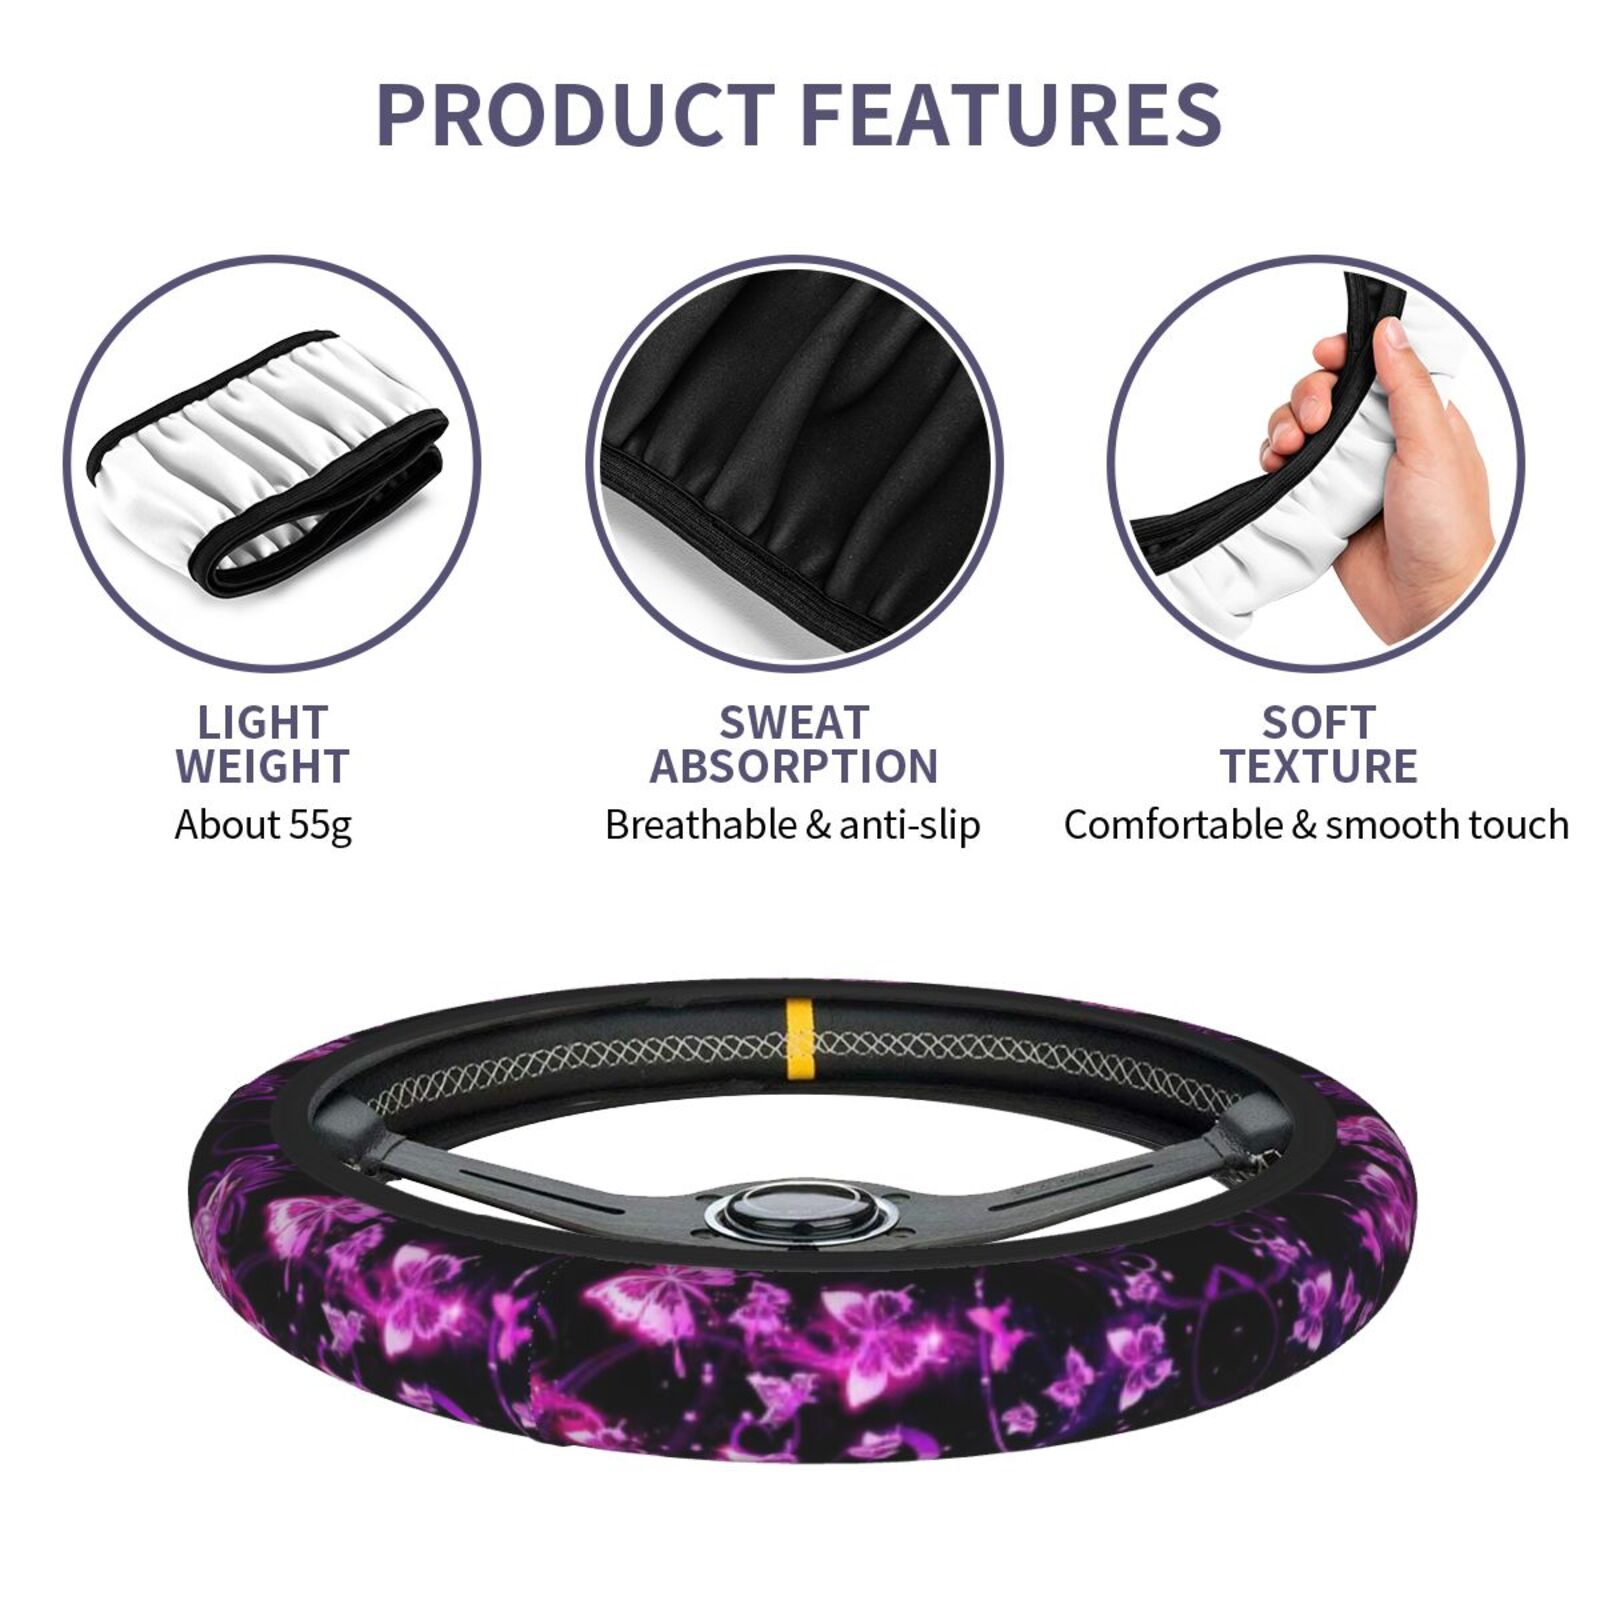 PRODUCT FEATURES
LIGHT
WEIGHT
About 55g
SWEAT
ABSORPTION
Breathable & anti-slip
SOFT
TEXTURE
Comfortable & smooth touch